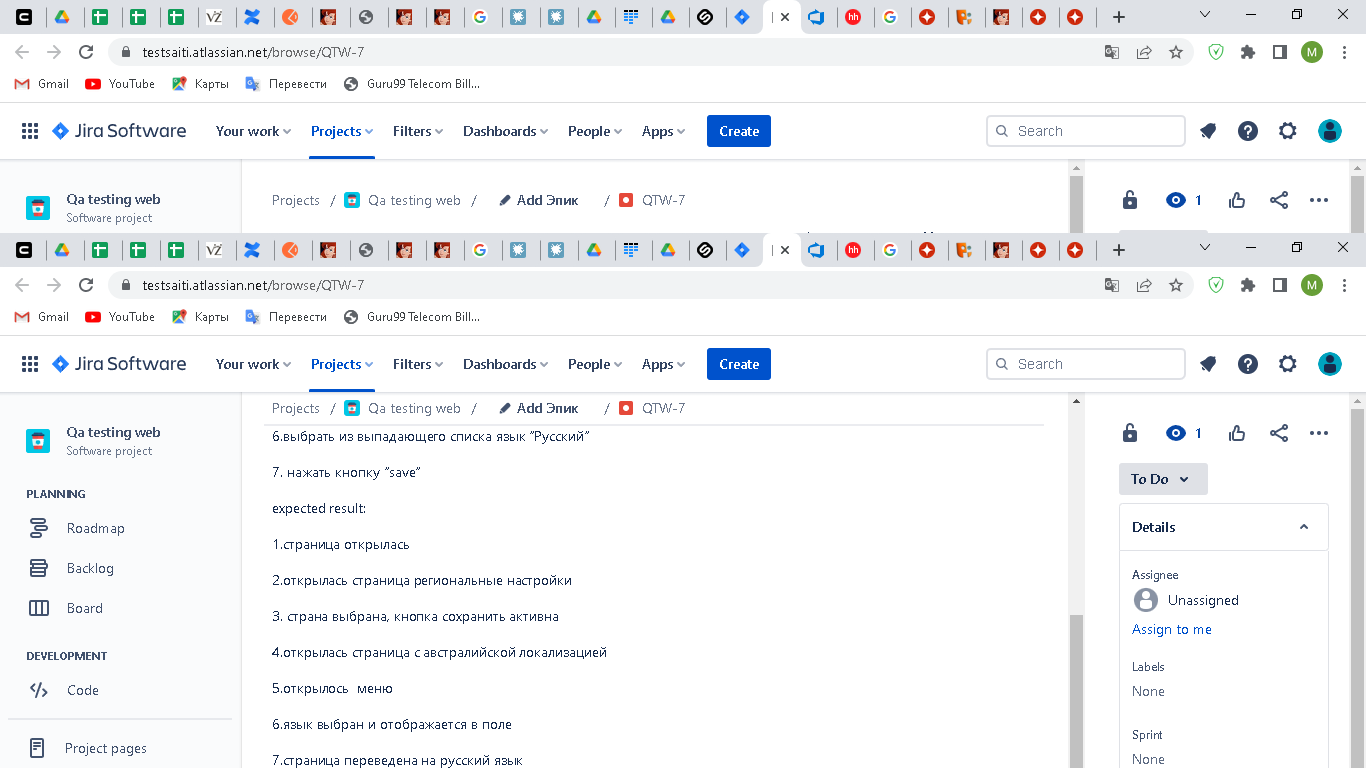 testsaiti.atlassian.net/browse/QTW-7
M
Gmail YouTube Карты Перевести Guru99 Telecom Bill...
Jira Software Your work Projects Filters Dashboards People Apps Create Search
Qa testing web
Software project
Projects / Qa testing web / Add Эпик / QTW-7
1
testsaiti.atlassian.net/browse/QTW-7
M
Gmail YouTube Карты Перевести Guru99 Telecom Bill...
Jira Software Your work Projects Filters Dashboards People Apps Create Search
Qa testing web
Software project
PLANNING
Roadmap
Backlog
Board
DEVELOPMENT
Code
Project pages
Projects / Qa testing web / Add Эпик / QTW-7
6.выбрать из выпадающего списка язык "Русский"
7. нажать кнопку "save"
expected result:
1.страница открылась
2.открылась страница региональные настройки
3. страна выбрана, кнопка сохранить активна
4.открылась страница с австралийской локализацией
5.открылось меню
6.язык выбран и отображается в поле
7.страница переведена на русский язык
1
To Do
Details
Assignee
Unassigned
Assign to me
Labels
None
Sprint
None